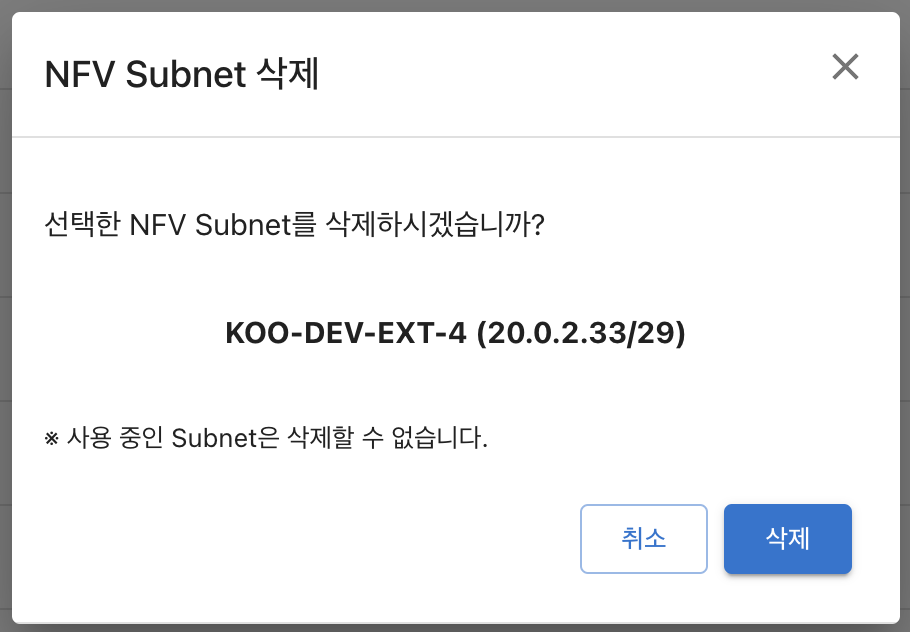 NFV Subnet 삭제
선택한 NFV Subnet를 삭제하시겠습니까?
KOO-DEV-EXT-4 (20.0.2.33/29)
※ 사용 중인 Subnet은 삭제할 수 없습니다.
취소 삭제